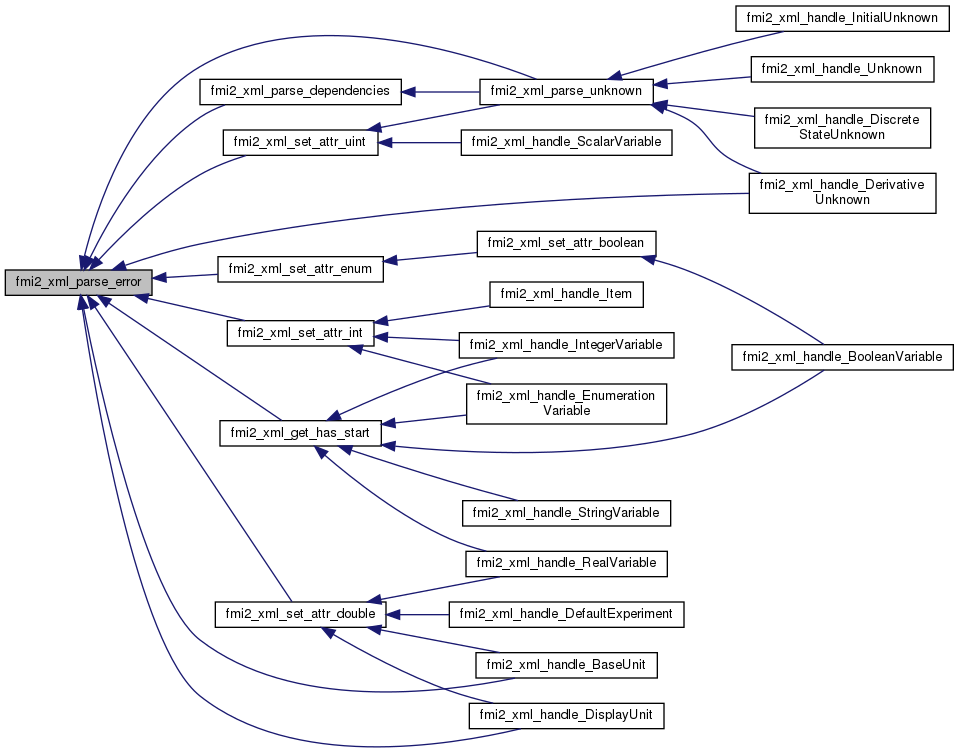 fmi2_xml_handle_InitialUnknown
fmi2_xml_handle_Unknown
fmi2_xml_parse_dependencies
fmi2_xml_parse_unknown
fmi2_xml_handle_Discrete
StateUnknown
fmi2_xml_set_attr_uint
fmi2_xml_handle_ScalarVariable
fmi2_xml_handle_Derivative
Unknown
fmi2_xml_set_attr_boolean
fmi2_xml_set_attr_enum
fmi2_xml_parse_error
fmi2_xml_handle_Item
fmi2_xml_set_attr_int
fmi2_xml_handle_IntegerVariable
fmi2_xml_handle_BooleanVariable
fmi2_xml_handle_Enumeration
Variable
fmi2_xml_get_has_start
fmi2_xml_handle_StringVariable
fmi2_xml_handle_RealVariable
fmi2_xml_set_attr_double
fmi2_xml_handle_DefaultExperiment
fmi2_xml_handle_BaseUnit
fmi2_xml_handle_DisplayUnit